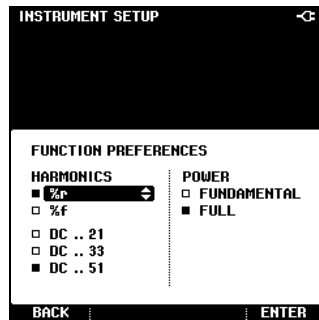 INSTRUMENT SETUP
FUNCTION PREFERENCES
HARMONICS
%r
%f
DC .. 21
DC .. 33
DC .. 51
POWER
FUNDAMENTAL
FULL
BACK
ENTER